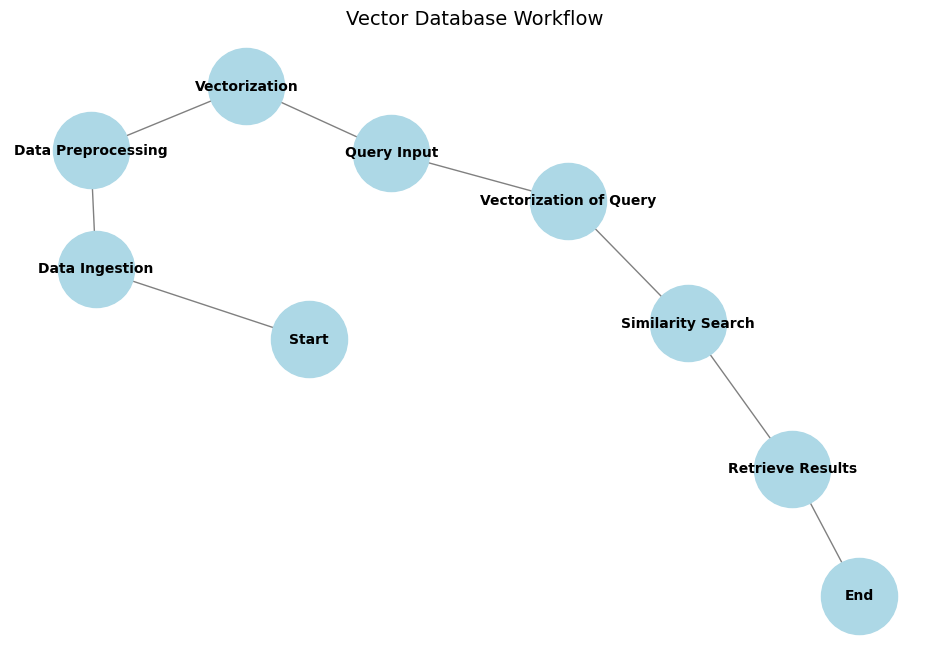 Vector Database Workflow
Vectorization
Data Preprocessing
Query Input
Vectorization of Query
Data Ingestion
Similarity Search
Start
Retrieve Results
End